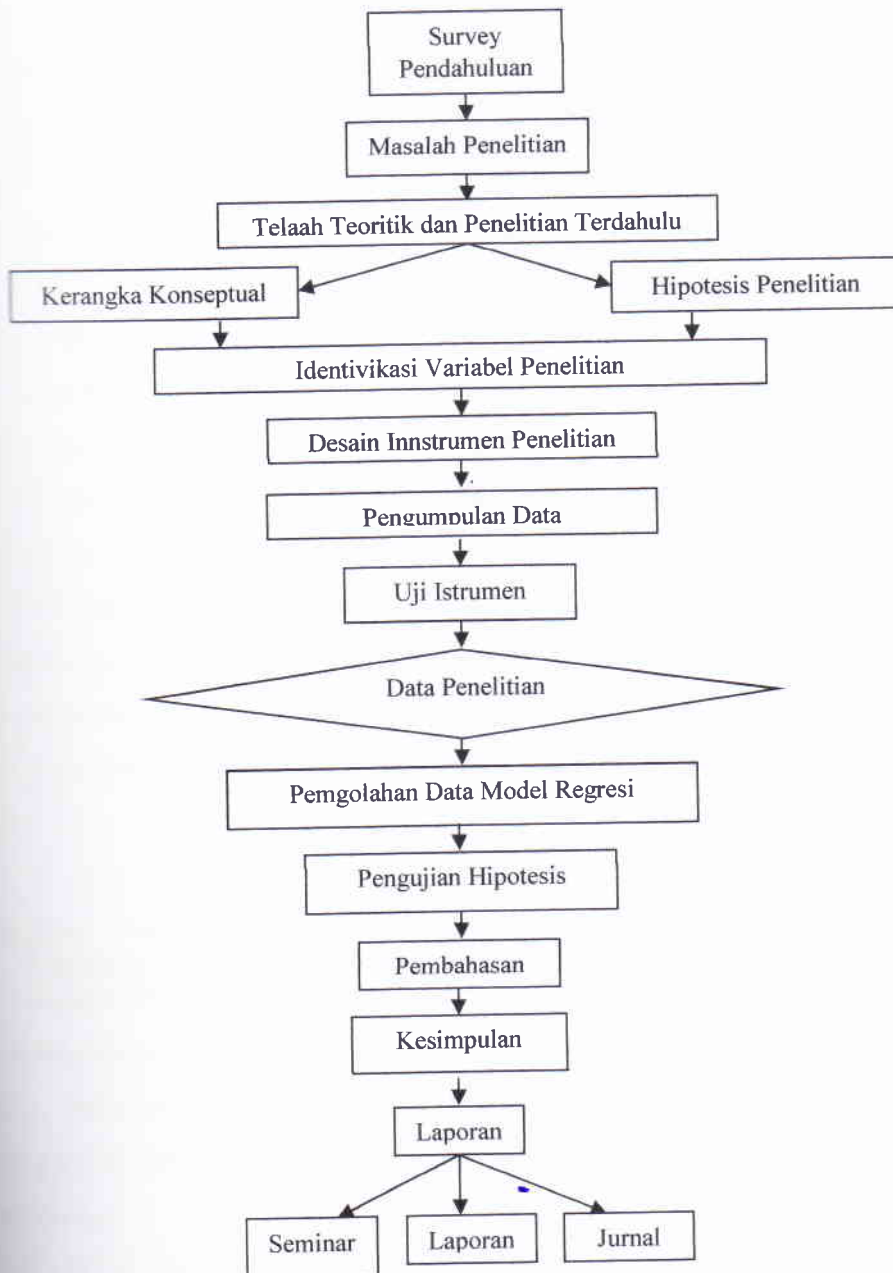 Survey
Pendahuluan
Masalah Penelitian
Telaah Teoritik dan Penelitian Terdahulu
Kerangka Konseptual
Hipotesis Penelitian
Identivikasi Variabel Penelitian
Desain Innstrumen Penelitian
Pengumpulan Data
Uji Istrumen
Data Penelitian
Pemgolahan Data Model Regresi
Pengujian Hipotesis
Pembahasan
Kesimpulan
Laporan
Seminar
Laporan
Jurnal